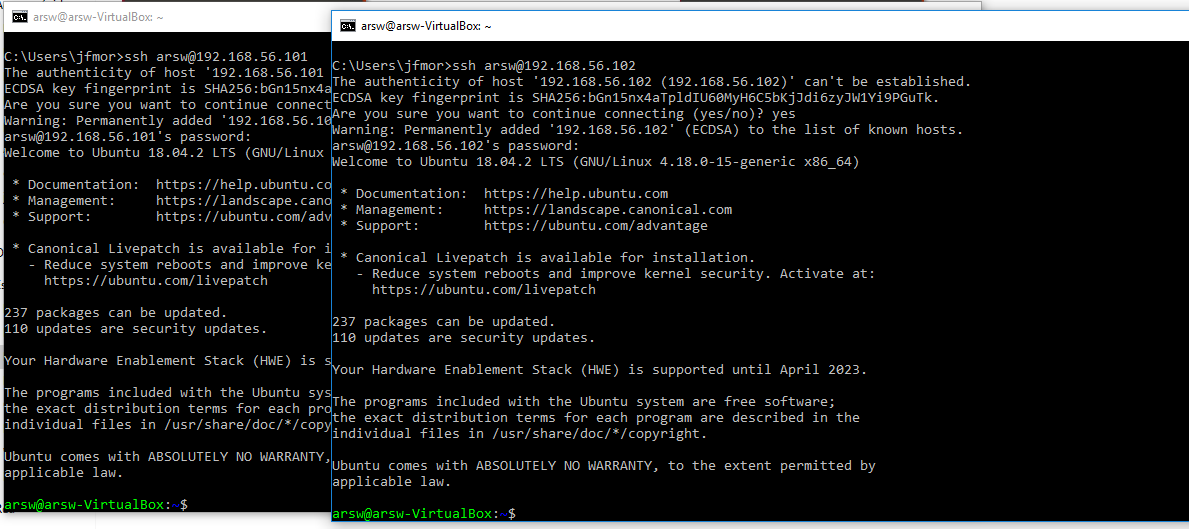 arsw@arsw-VirtualBox: ~
C:\Users\jfmor>ssh arsw@192.168.56.101
The authenticity of host '192.168.56.101
ECDSA key fingerprint is SHA256:bGn15nx4a
Are you sure you want to continue connect
Warning: Permanently added '192.168.56.10
arsw@192.168.56.101's password:
Welcome to Ubuntu 18.04.2 LTS (GNU/Linux
* Documentation: https://help.ubuntu.co
* Management: https://landscape.cano
* Support: https://ubuntu.com/adv
* Canonical Livepatch is available for i
- Reduce system reboots and improve ke
https://ubuntu.com/livepatch
237 packages can be updated.
110 updates are security updates.
Your Hardware Enablement Stack (HWE) is s
The programs included with the Ubuntu sys
the exact distribution terms for each pro
individual files in /usr/share/doc/*/copy
Ubuntu comes with ABSOLUTELY NO WARRANTY,
applicable law.
arsw@arsw-VirtualBox:~$
arsw@arsw-VirtualBox: ~
C:\Users\jfmor>ssh arsw@192.168.56.102
The authenticity of host '192.168.56.102 (192.168.56.102)' can't be established.
ECDSA key fingerprint is SHA256:bGn15nx4aTpldIU60MyH6C5bKjJdi6zyJW1Yi9PGuTk.
Are you sure you want to continue connecting (yes/no)? yes
Warning: Permanently added '192.168.56.102' (ECDSA) to the list of known hosts.
arsw@192.168.56.102's password:
Welcome to Ubuntu 18.04.2 LTS (GNU/Linux 4.18.0-15-generic x86_64)
* Documentation: https://help.ubuntu.com
* Management: https://landscape.canonical.com
* Support: https://ubuntu.com/advantage
* Canonical Livepatch is available for installation.
- Reduce system reboots and improve kernel security. Activate at:
https://ubuntu.com/livepatch
237 packages can be updated.
110 updates are security updates.
Your Hardware Enablement Stack (HWE) is supported until April 2023.
The programs included with the Ubuntu system are free software;
the exact distribution terms for each program are described in the
individual files in /usr/share/doc/*/copyright.
Ubuntu comes with ABSOLUTELY NO WARRANTY, to the extent permitted by
applicable law.
arsw@arsw-VirtualBox:~$